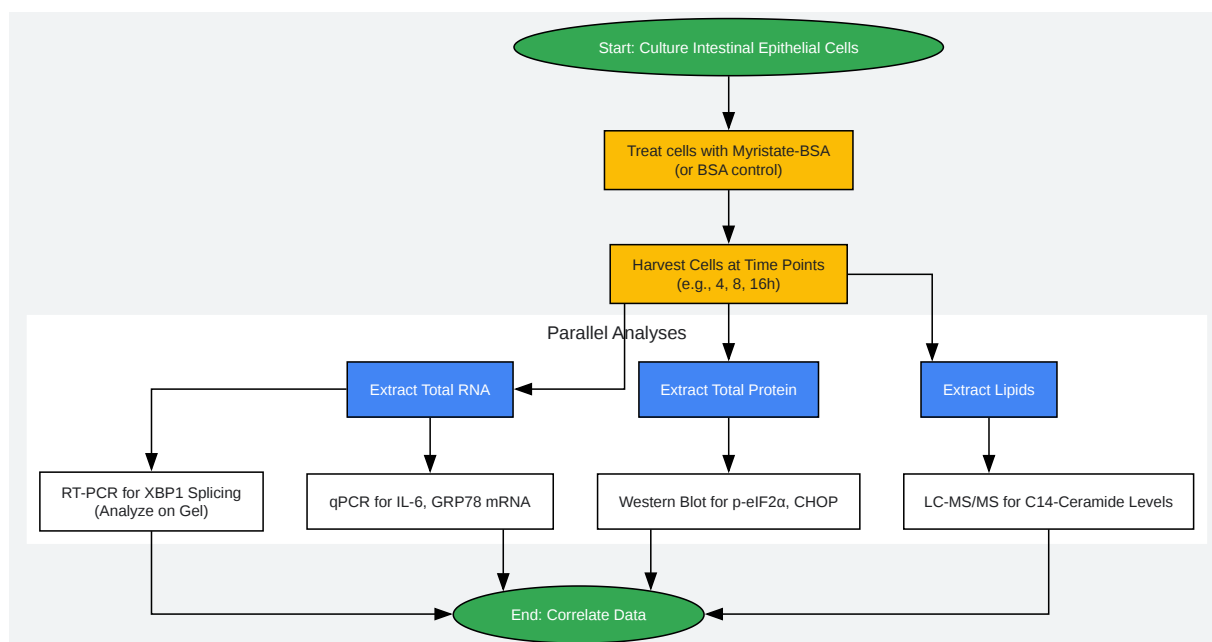 Start: Culture Intestinal Epithelial Cells
Treat cells with Myristate-BSA
(or BSA control)
Harvest Cells at Time Points
(e.g., 4, 8, 16h)
Parallel Analyses
Extract Total RNA
Extract Total Protein
Extract Lipids
RT-PCR for XBP1 Splicing
(Analyze on Gel)
qPCR for IL-6, GRP78 mRNA
Western Blot for p-eIF2α, CHOP
LC-MS/MS for C14-Ceramide Levels
End: Correlate Data